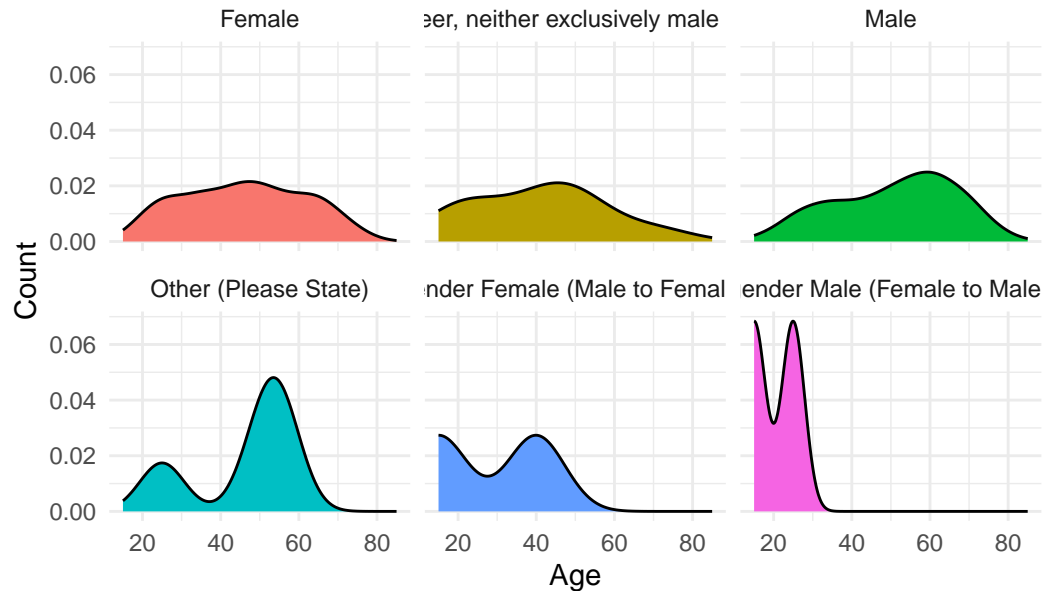 Female
eer, neither exclusively male
Male
0.06
0.04
0.02
0.00
Count
Other (Please State)
ender Female (Male to Femal
gender Male (Female to Male
0.06
0.04
0.02
0.00
20 40 60 80
20 40 60 80
20 40 60 80
Age